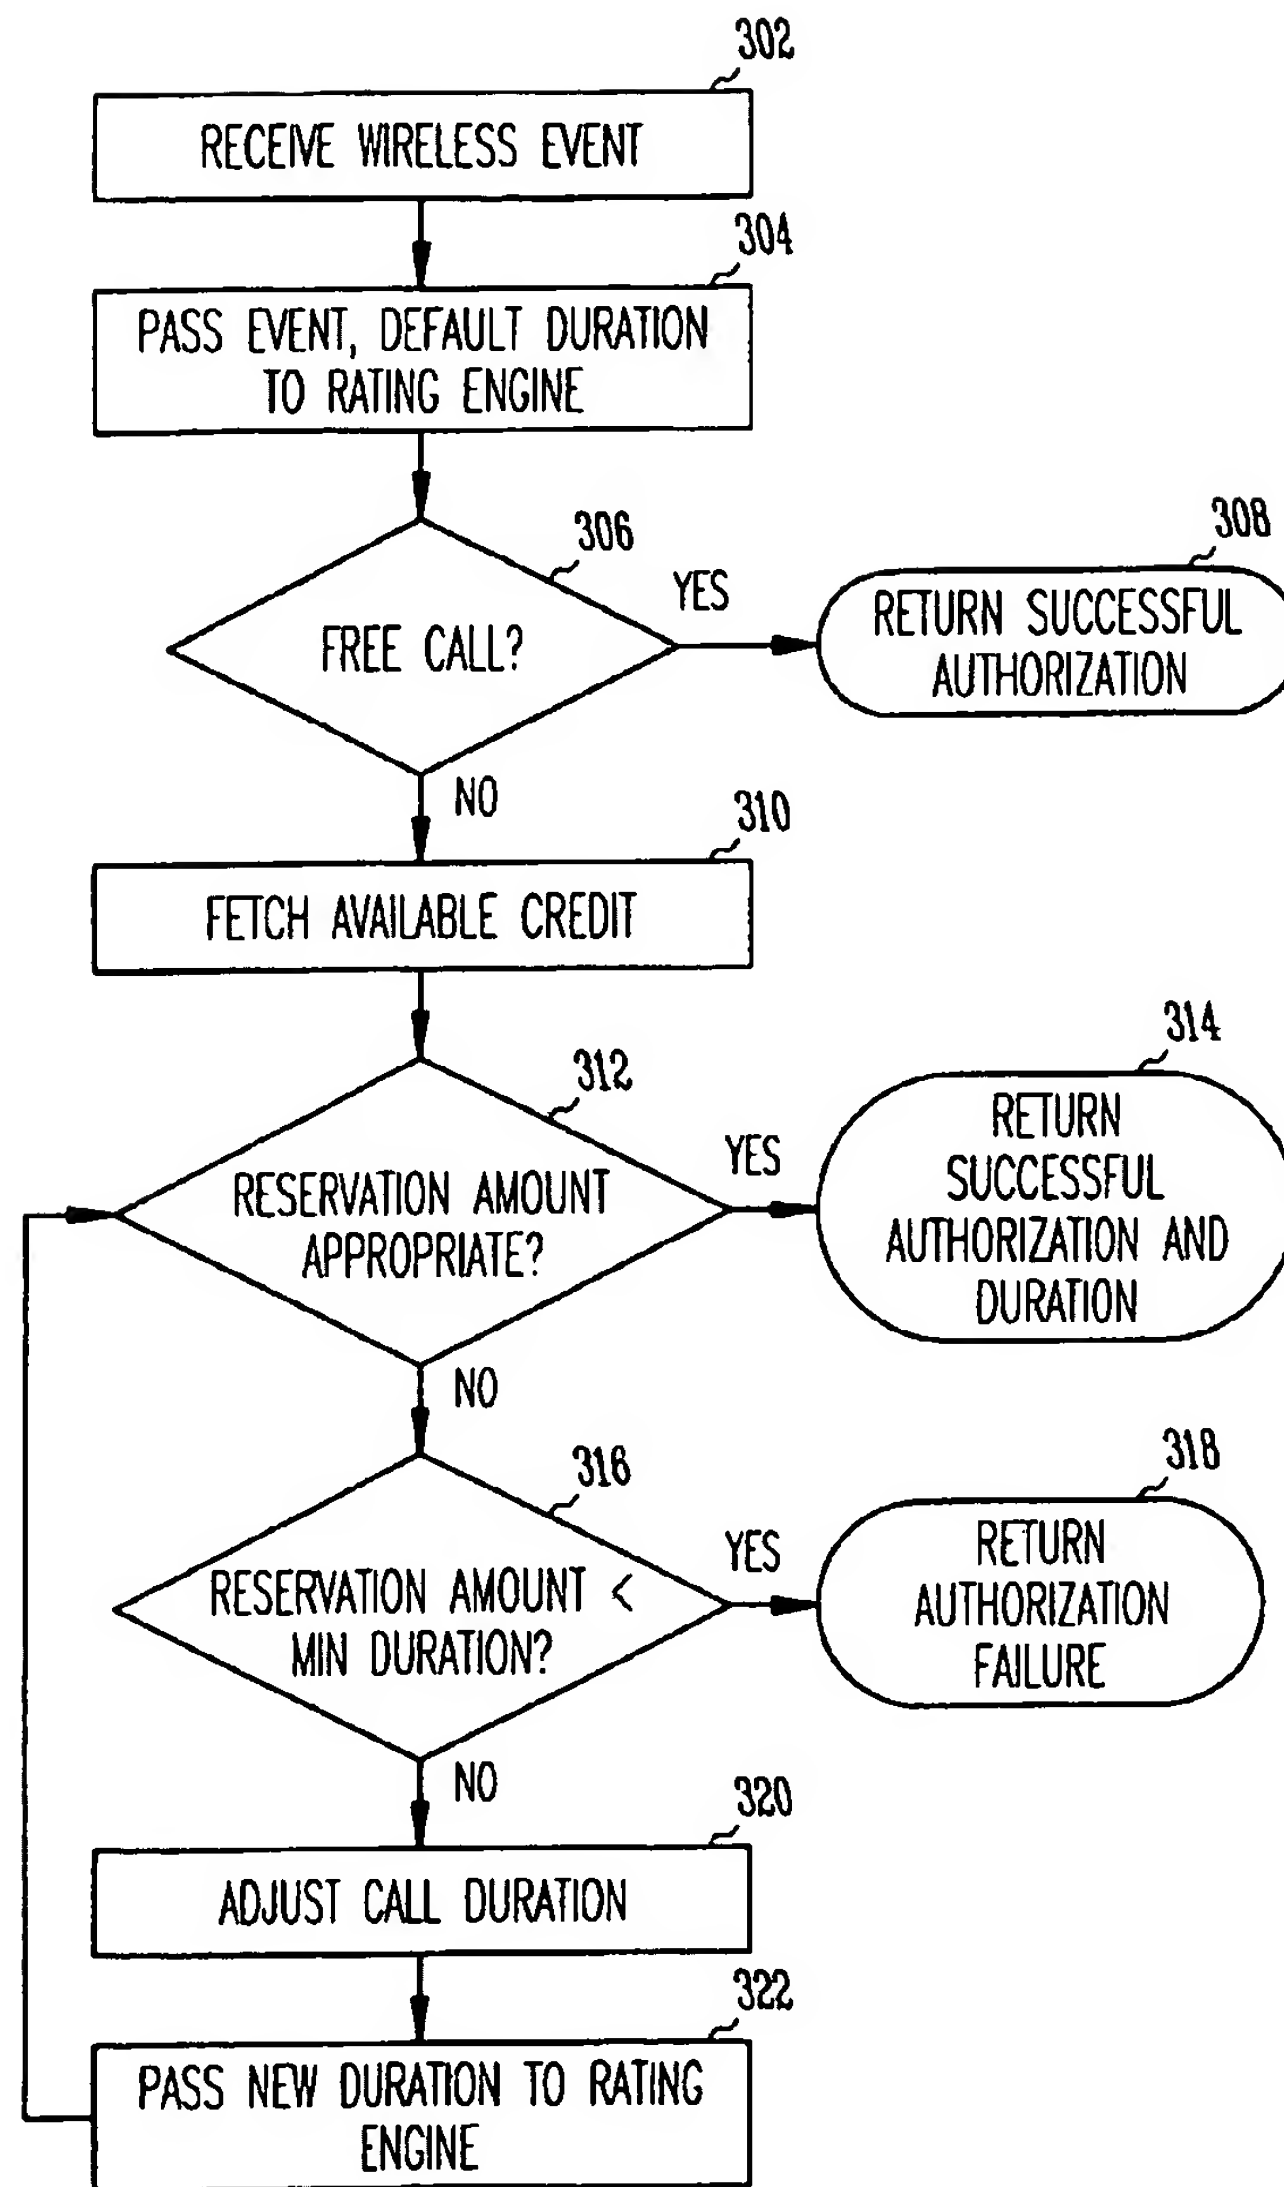 302
RECEIVE WIRELESS EVENT
304
PASS EVENT, DEFAULT DURATION
TO RATING ENGINE
306
FREE CALL?
YES
308
RETURN SUCCESSFUL
AUTHORIZATION
NO
310
FETCH AVAILABLE CREDIT
312
RESERVATION AMOUNT
APPROPRIATE?
YES
314
RETURN
SUCCESSFUL
AUTHORIZATION AND
DURATION
NO
316
RESERVATION AMOUNT <
MIN DURATION?
YES
318
RETURN
AUTHORIZATION
FAILURE
NO
320
ADJUST CALL DURATION
322
PASS NEW DURATION TO RATING
ENGINE